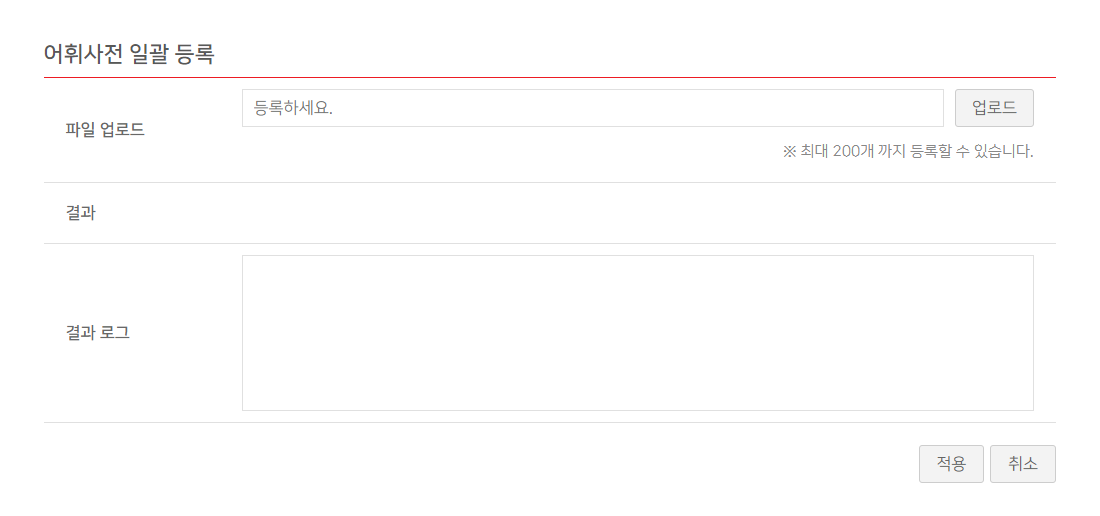 어휘사전 일괄 등록
파일 업로드
등록하세요.
업로드
※ 최대 200개 까지 등록할 수 있습니다.
결과
결과 로그
적용
취소